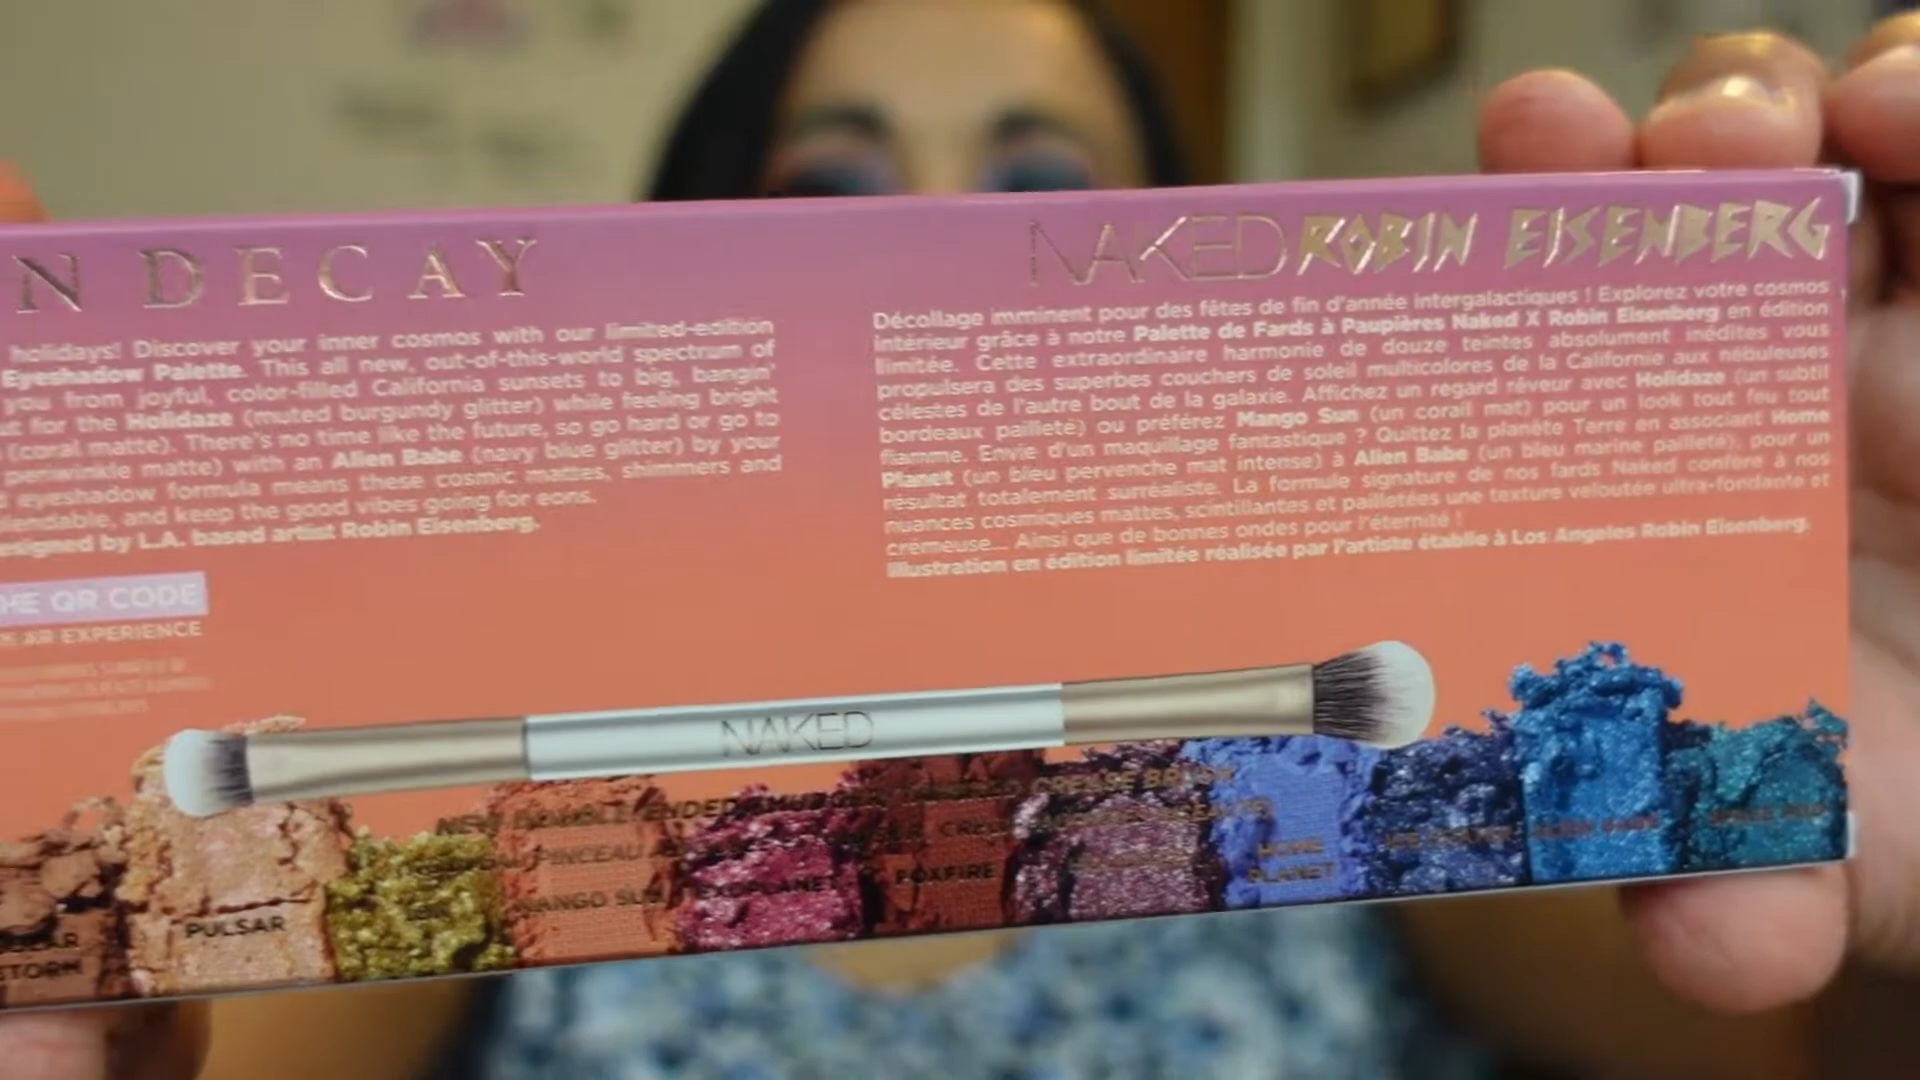 N DECAY
holidays! Discover your inner cosmos with our limited-edition
Eyeshadow Palette. This all new, out-of-this-world spectrum of
you from joyful, color-filled California sunsets to big, bangin'
for the Holidaze (muted burgundy glitter) while feeling bright
(coral matte). There's no time like the future, so go hard or go to
periwinkle matte) with an Alien Babe (navy blue glitter) by your
eyeshadow formula means these cosmic mattes, shimmers and
and keep the good vibes going for eons.
by L.A. based artist Robin Eisenberg.
QR CODE
AR EXPERIENCE
NAKED ROBIN EISENBERG
Décollage imminent pour des fêtes de fin d'année intergalactiques ! Explorez votre cosmos
intérieur grâce à notre Palette de Fards à Paupières Naked X Robin Eisenberg en édition
limitée. Cette extraordinaire harmonie de douze teintes absolument inédites vous
propulsera des superbes couchers de soleil multicolores de la Californie aux nébuleuses
célestes de l'autre bout de la galaxie. Affichez un regard rêveur avec Holidaze (un subtil
bordeaux pailleté) ou préférez Mango Sun (un corail mat) pour un look tout feu tout
flamme. Envie d'un maquillage fantastique ? Quittez la planète Terre en associant Home
Planet (un bleu pervenche mat intense) à Alien Babe (un bleu marine pailleté), pour un
résultat totalement surréaliste. La formule signature de nos fards Naked confère à nos
nuances cosmiques mattes, scintillantes et pailletées une texture veloutée ultra-fondante et
crémeuse... Ainsi que de bonnes ondes pour l'éternité !
Illustration en édition limitée réalisée par l'artiste établie à Los Angeles Robin Eisenberg.
NAKED
NEW DOUBLE-ENDED CREASE BRUSH
PINCEAU
STORM
PULSAR
MANGO SUN
EXOPLANET
FOXFIRE
HOME
PLANET